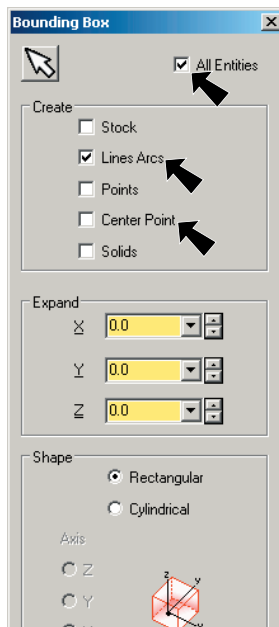 Bounding Box
All Entities
Create
Stock
Lines Arcs
Points
Center Point
Solids
Expand
X 0.0
Y 0.0
Z 0.0
Shape
Rectangular
Cylindrical
Axis
Z
Y
z y
x